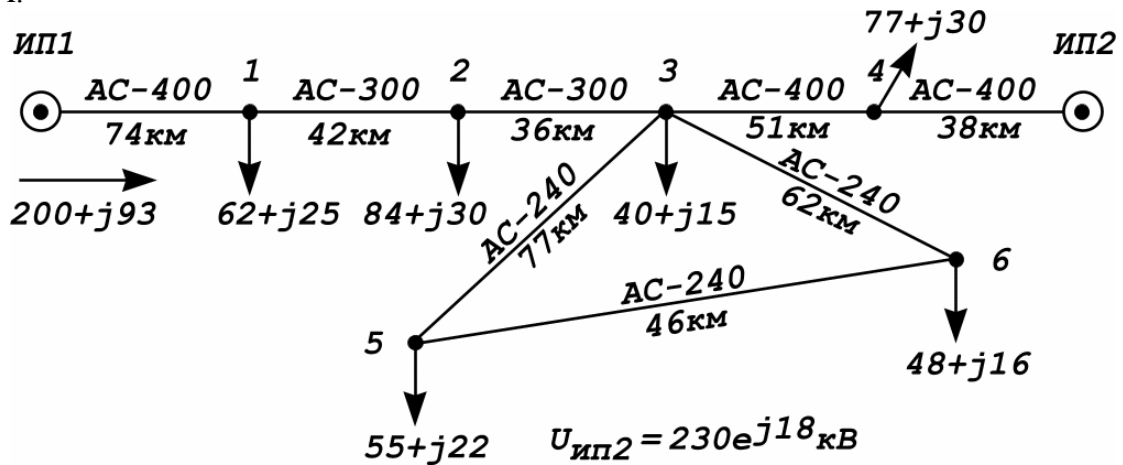 77+j30
ИП1
1
2
3
4
ИП2
АС-400
АС-300
АС-300
АС-400
АС-400
74км
42км
36км
51км
38км
200+j93
62+j25
84+j30
40+j15
АС-240
77км
АС-240
62км
6
АС-240
46км
5
48+j16
55+j22
Uип2=230e^j18кВ